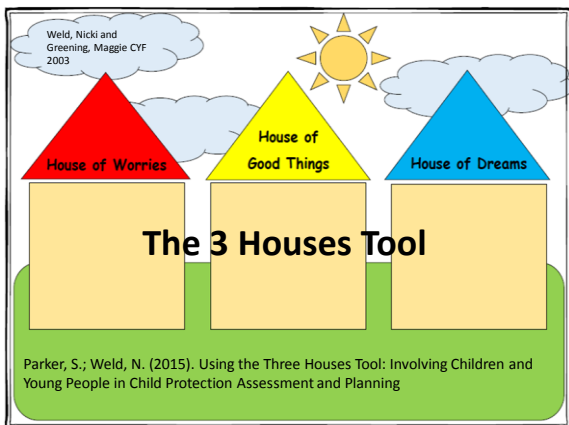 Weld, Nicki and
Greening, Maggie CYF
2003
House of Worries
House of
Good Things
House of Dreams
The 3 Houses Tool
Parker, S.; Weld, N. (2015). Using the Three Houses Tool: Involving Children and
Young People in Child Protection Assessment and Planning